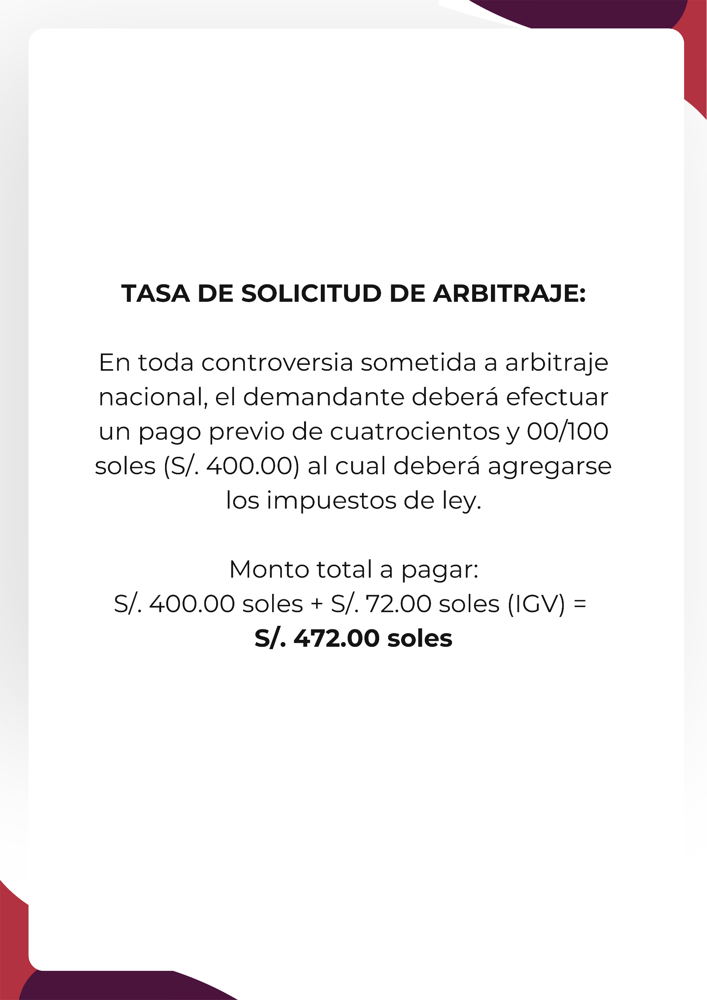 TASA DE SOLICITUD DE ARBITRAJE:
En toda controversia sometida a arbitraje
nacional, el demandante deberá efectuar
un pago previo de cuatrocientos y 00/100
soles (S/. 400.00) al cual deberá agregarse
los impuestos de ley.
Monto total a pagar:
S/. 400.00 soles + S/. 72.00 soles (IGV) =
S/. 472.00 soles